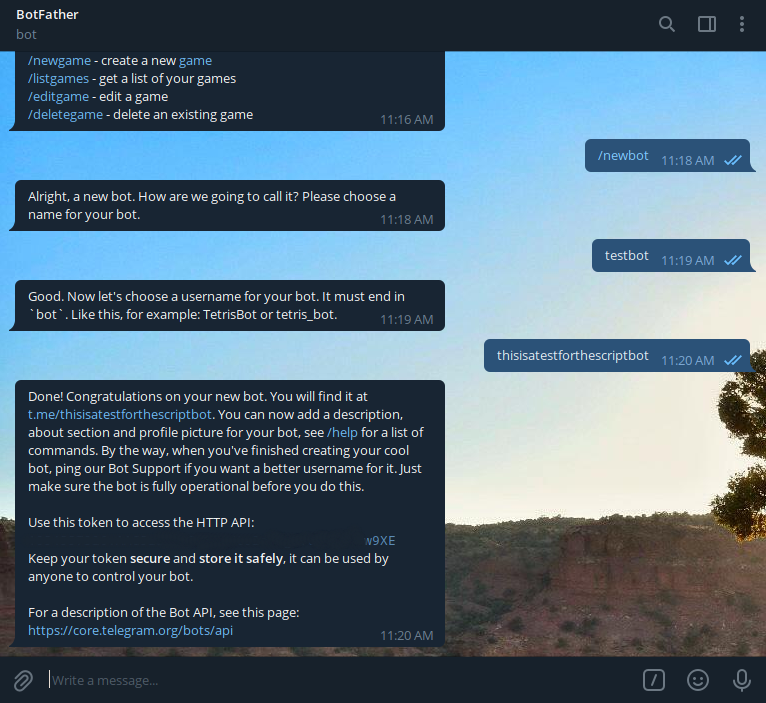 BotFather
bot
/newgame - create a new game
/listgames - get a list of your games
/editgame - edit a game
/deletegame - delete an existing game
11:16 AM
/newbot 11:18 AM
Alright, a new bot. How are we going to call it? Please choose a
name for your bot.
11:18 AM
testbot 11:19 AM
Good. Now let's choose a username for your bot. It must end in
`bot`. Like this, for example: TetrisBot or tetris_bot.
11:19 AM
thisisatestforthescriptbot 11:20 AM
Done! Congratulations on your new bot. You will find it at
t.me/thisisatestforthescriptbot. You can now add a description,
about section and profile picture for your bot, see /help for a list of
commands. By the way, when you've finished creating your cool
bot, ping our Bot Support if you want a better username for it. Just
make sure the bot is fully operational before you do this.
Use this token to access the HTTP API:
w9XE
Keep your token secure and store it safely, it can be used by
anyone to control your bot.
For a description of the Bot API, see this page:
https://core.telegram.org/bots/api
11:20 AM
Write a message...